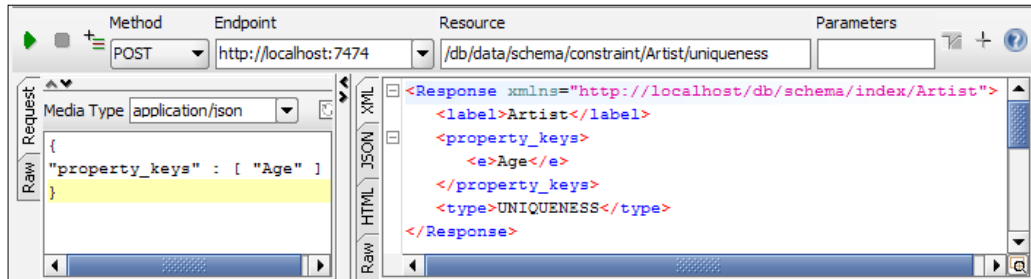 Method Endpoint Resource Parameters
POST http://localhost:7474 /db/data/schema/constraint/Artist/uniqueness
Request
Raw
Media Type application/json
{
"property_keys" : [ "Age" ]
}
XML
JSON
HTML
Raw
<Response xmlns="http://localhost/db/schema/index/Artist">
<label>Artist</label>
<property_keys>
<e>Age</e>
</property_keys>
<type>UNIQUENESS</type>
</Response>